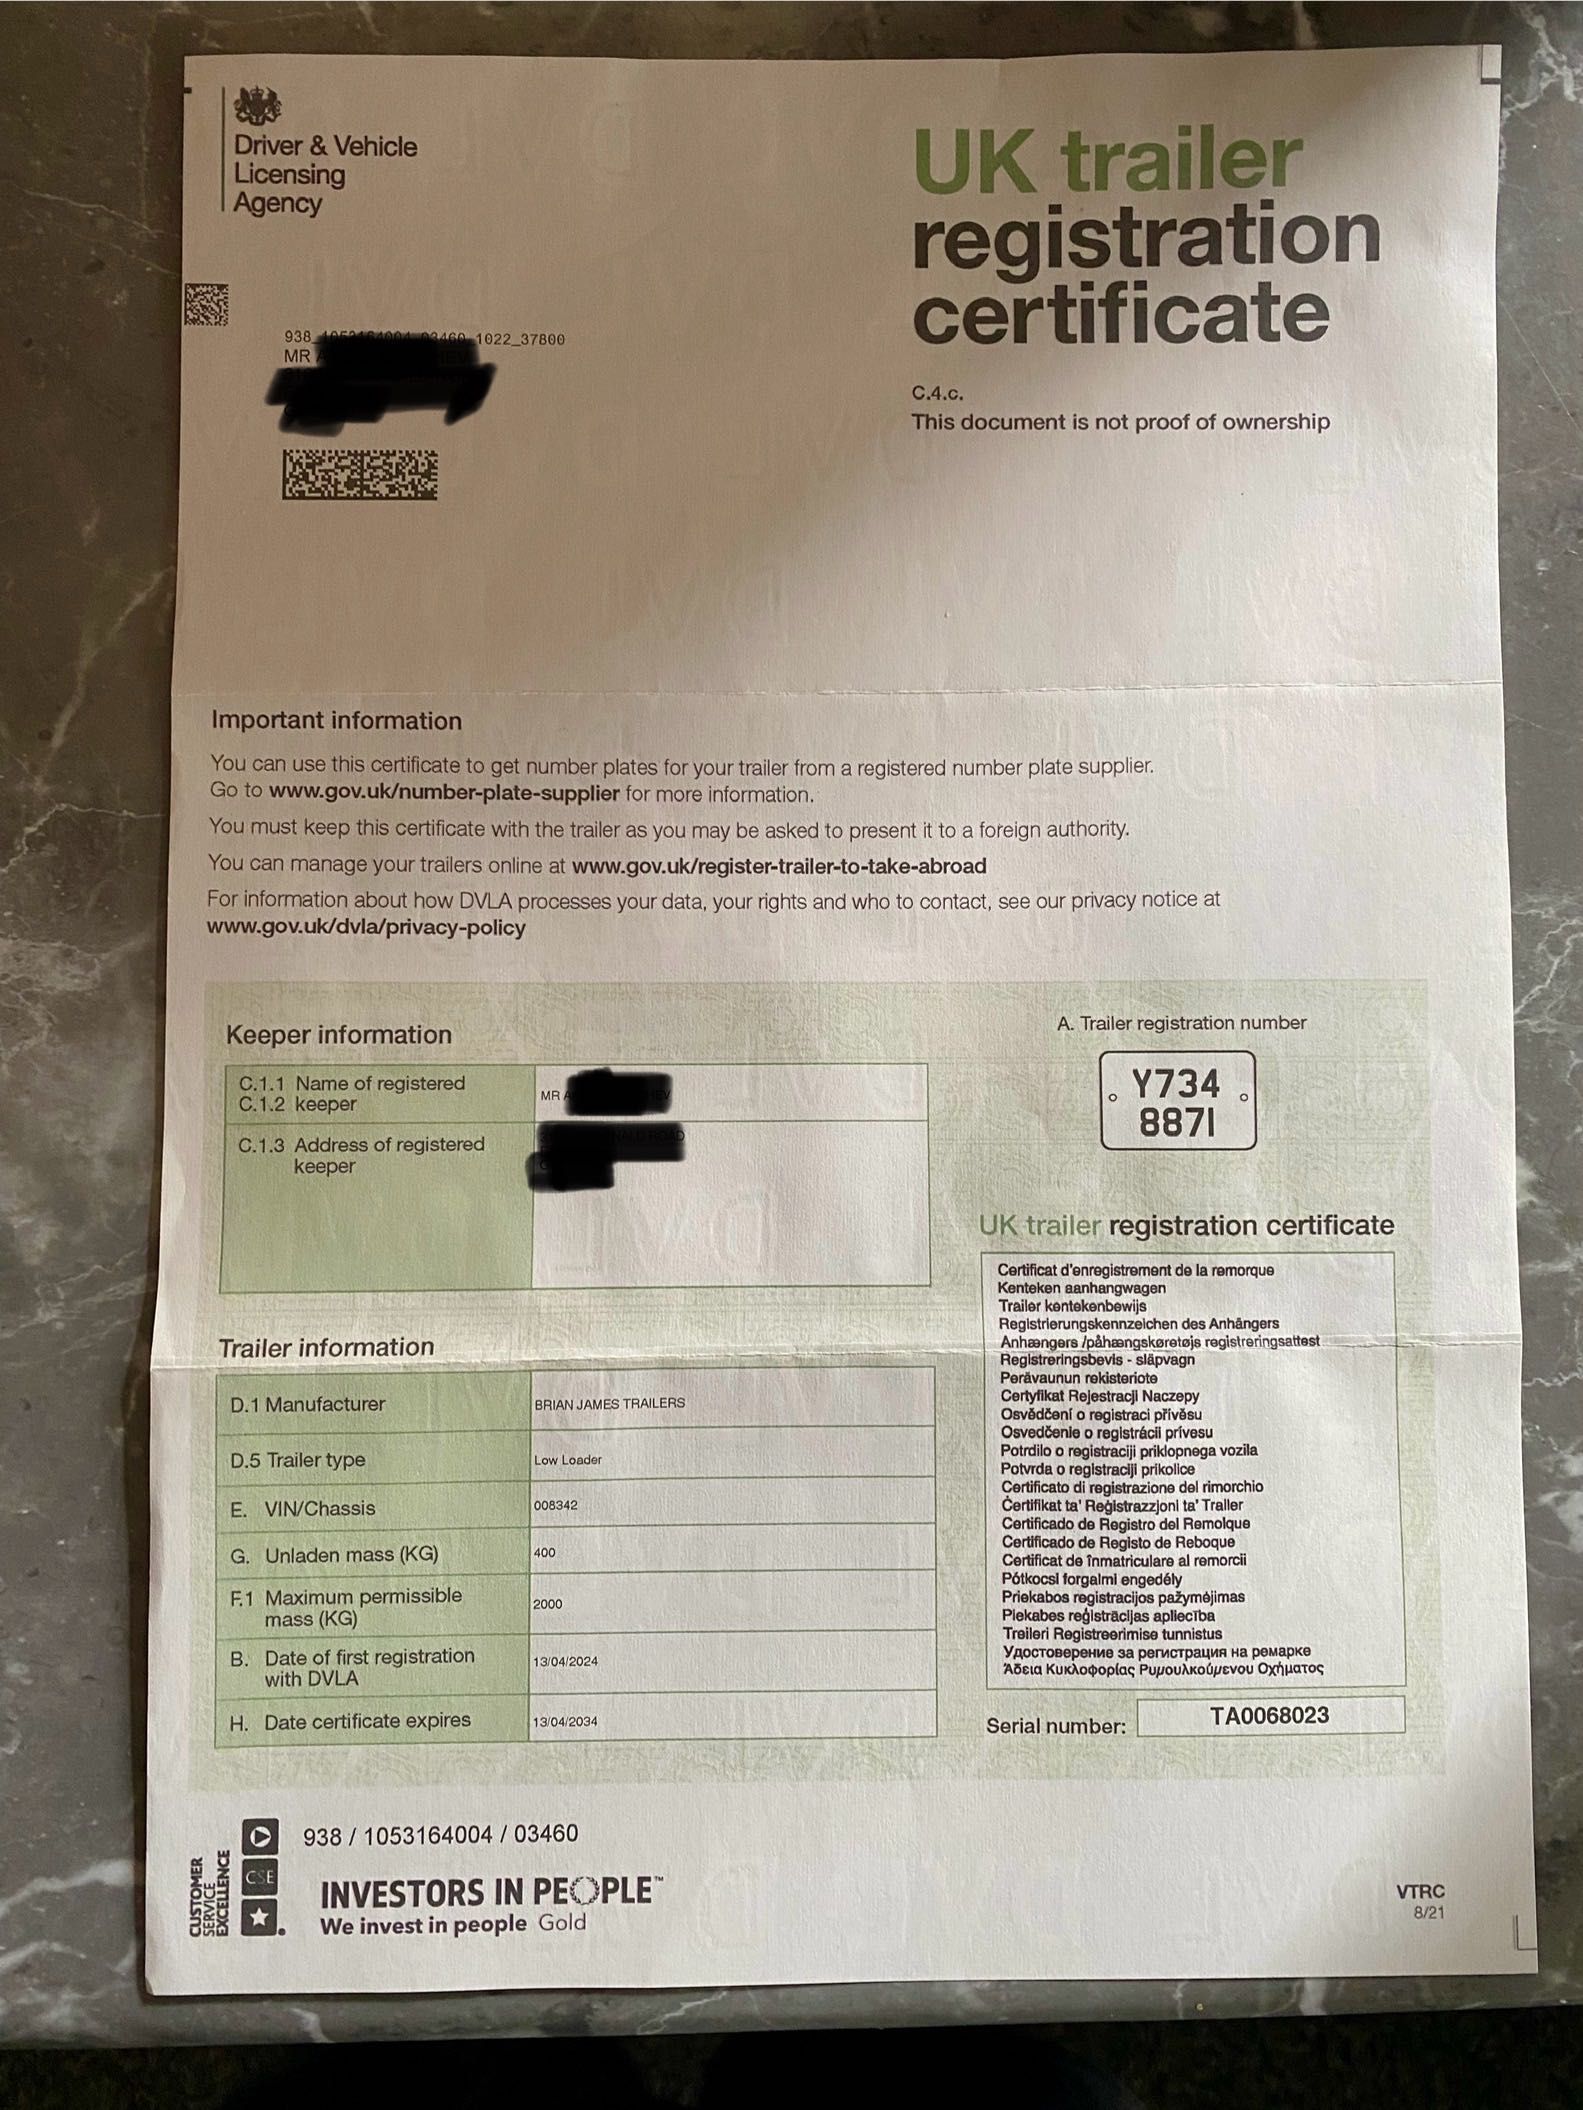 Driver & Vehicle
Licensing
Agency
UK trailer
registration
certificate
C.4.c.
This document is not proof of ownership
938 1022_37800
MR
Important information
You can use this certificate to get number plates for your trailer from a registered number plate supplier.
Go to www.gov.uk/number-plate-supplier for more information.
You must keep this certificate with the trailer as you may be asked to present it to a foreign authority.
You can manage your trailers online at www.gov.uk/register-trailer-to-take-abroad
For information about how DVLA processes your data, your rights and who to contact, see our privacy notice at
www.gov.uk/dvla/privacy-policy
Keeper information
C.1.1 Name of registered
C.1.2 keeper
MR
C.1.3 Address of registered
keeper
A. Trailer registration number
Y734
887I
Trailer information
D.1 Manufacturer
BRIAN JAMES TRAILERS
D.5 Trailer type
Low Loader
E. VIN/Chassis
008342
G. Unladen mass (KG)
400
F.1 Maximum permissible
mass (KG)
2000
B. Date of first registration
with DVLA
13/04/2024
H. Date certificate expires
13/04/2034
UK trailer registration certificate
Certificat d'enregistrement de la remorque
Kenteken aanhangwagen
Trailer kentekenbewijs
Registrierungskennzeichen des Anhängers
Anhængers /påhængskøretøjs registreringsattest
Registreringsbevis - släpvagn
Perävaunun rekisteriote
Certyfikat Rejestracji Naczepy
Osvědčení o registraci přívěsu
Osvedčenie o registrácii prívesu
Potrdilo o registraciji priklopnega vozila
Potvrda o registraciji prikolice
Certificato di registrazione del rimorchio
Ċertifikat ta' Reġistrazzjoni ta' Trailer
Certificado de Registro del Remolque
Certificado de Registo de Reboque
Certificat de înmatriculare al remorcii
Pótkocsi forgalmi engedély
Priekabos registracijos pažymėjimas
Piekabes reģistrācijas apliecība
Treileri Registreerimise tunnistus
Удостоверение за регистрация на ремарке
Άδεια Κυκλοφορίας Ρυμουλκούμενου Οχήματος
Serial number:
TA0068023
CUSTOMER
SERVICE
EXCELLENCE
CSE
938 / 1053164004 / 03460
INVESTORS IN PEOPLE™
We invest in people Gold
VTRC
8/21